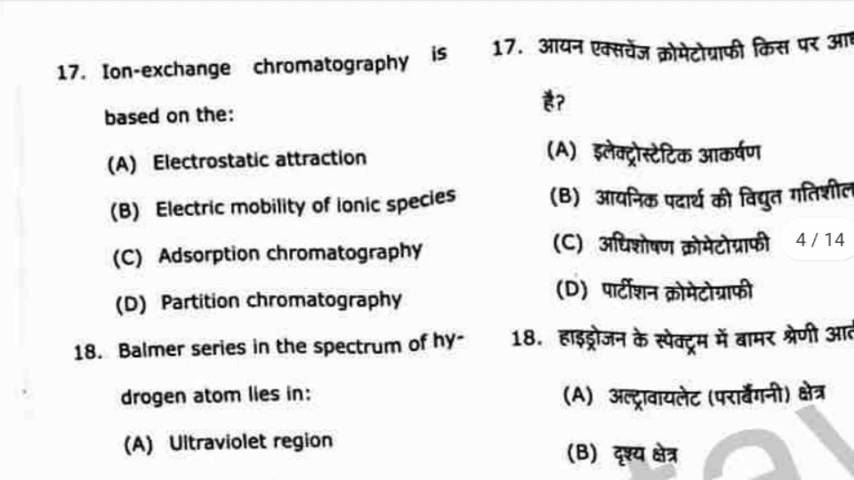 17. Ion-exchange chromatography is
based on the:
(A) Electrostatic attraction
(B) Electric mobility of ionic species
(C) Adsorption chromatography
(D) Partition chromatography
18. Balmer series in the spectrum of hy-
drogen atom lies in:
(A) Ultraviolet region
17. आयन एक्सचेंज क्रोमेटोग्राफी किस पर
है?
(A) इलेक्ट्रोस्टेटिक आकर्षण
(B) आयनिक पदार्थ की विद्युत गतिशील
(C) अधिशोषण क्रोमेटोग्राफी
(D) पार्टीशन क्रोमेटोग्राफी
18. हाइड्रोजन के स्पेक्ट्रम में बामर श्रेणी
(A) अल्ट्रावायलेट (पराबैंगनी) क्षेत्र
(B) दृश्य क्षेत्र
4 / 14